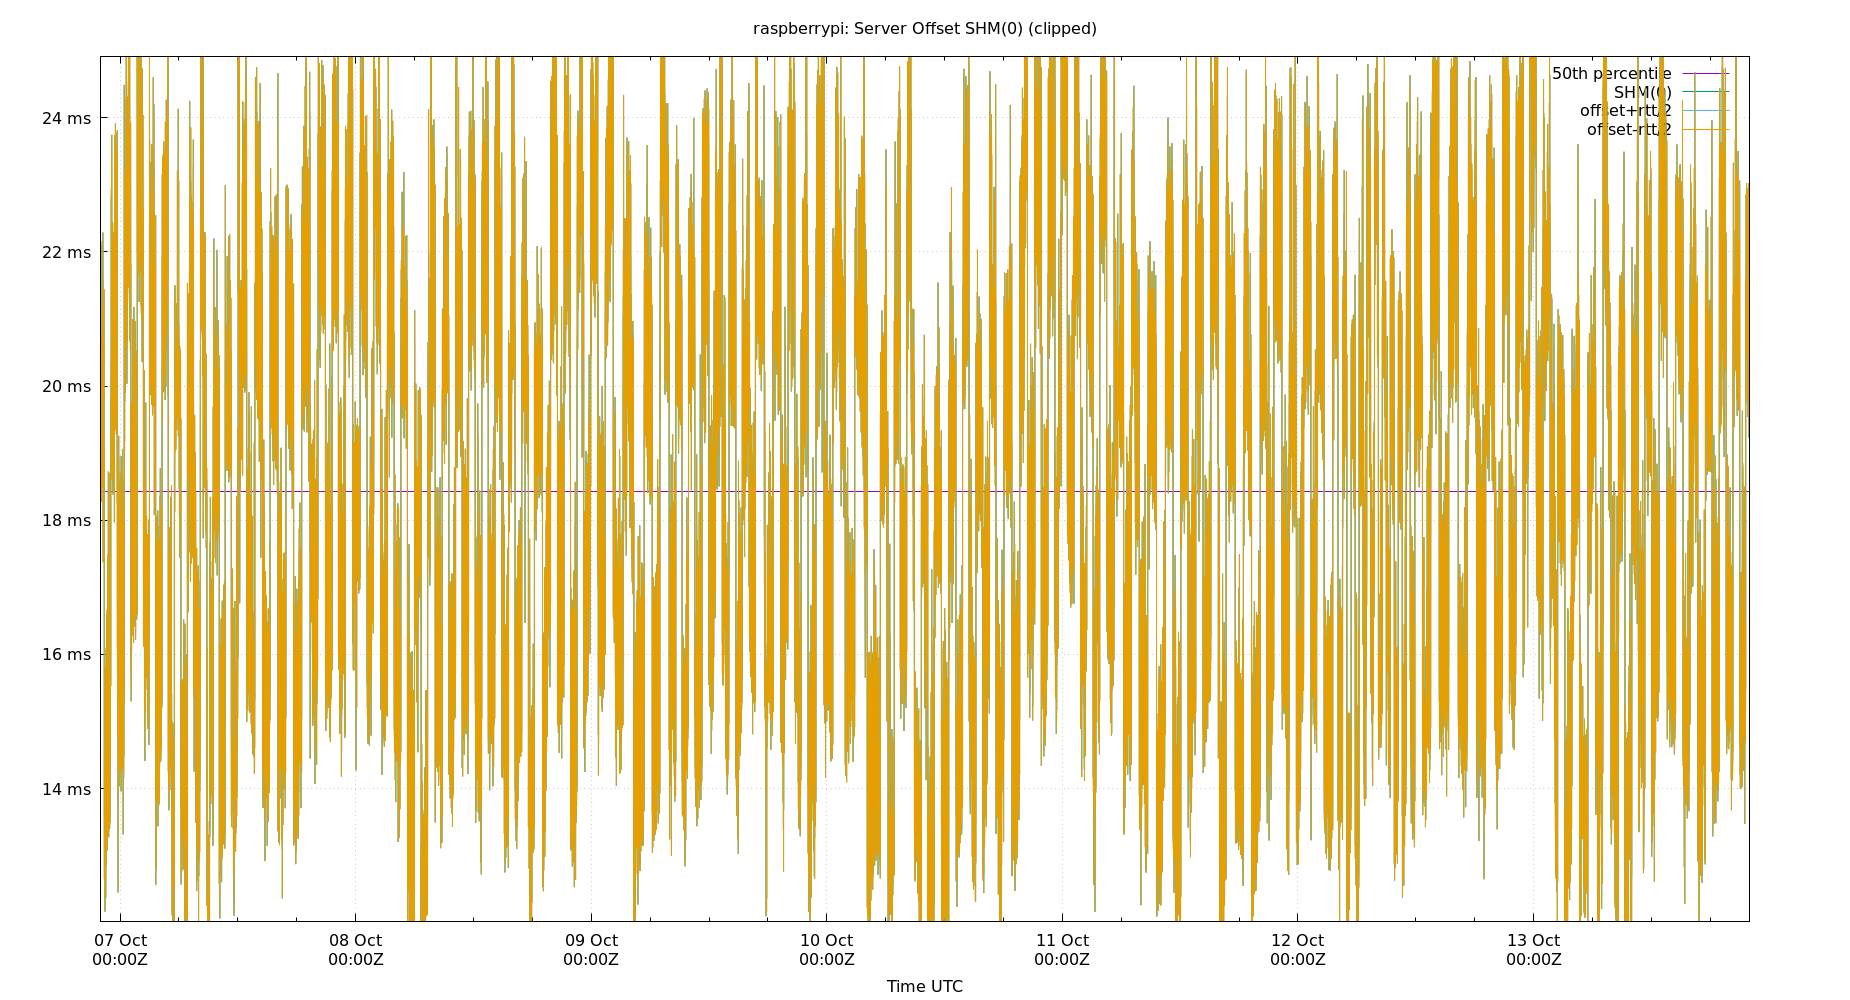 raspberrypi: Server Offset SHM(0) (clipped)
50th percentile
SHM(0)
offset+rtt/2
offset-rtt/2
24 ms
22 ms
20 ms
18 ms
16 ms
14 ms
07 Oct 08 Oct 09 Oct 10 Oct 11 Oct 12 Oct 13 Oct
00:00Z 00:00Z 00:00Z 00:00Z 00:00Z 00:00Z 00:00Z
Time UTC